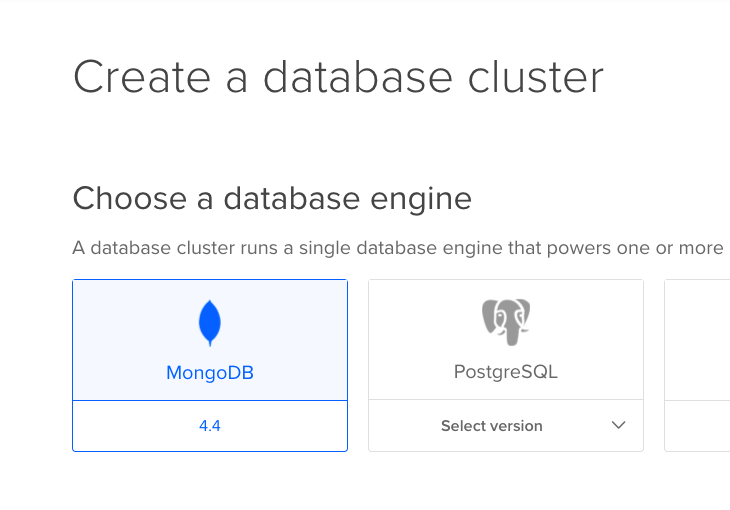 Create a database cluster
Choose a database engine
A database cluster runs a single database engine that powers one or more
MongoDB
4.4
PostgreSQL
Select version